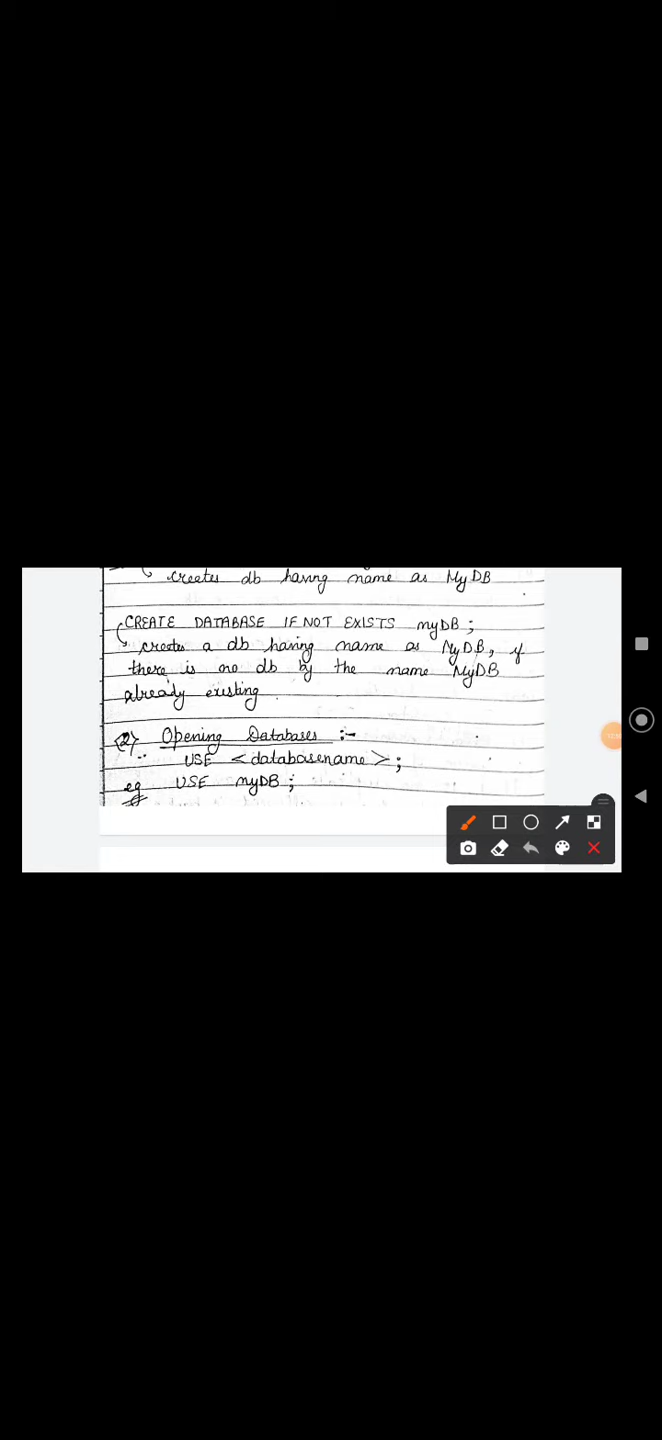 creates db having name as MyDB
CREATE DATABASE IF NOT EXISTS myDB ;
creates a db having name as MyDB, if
there is no db by the name MyDB
already existing .
<2> Opening Databases :-
USE <databasename> ;
eg USE myDB ;